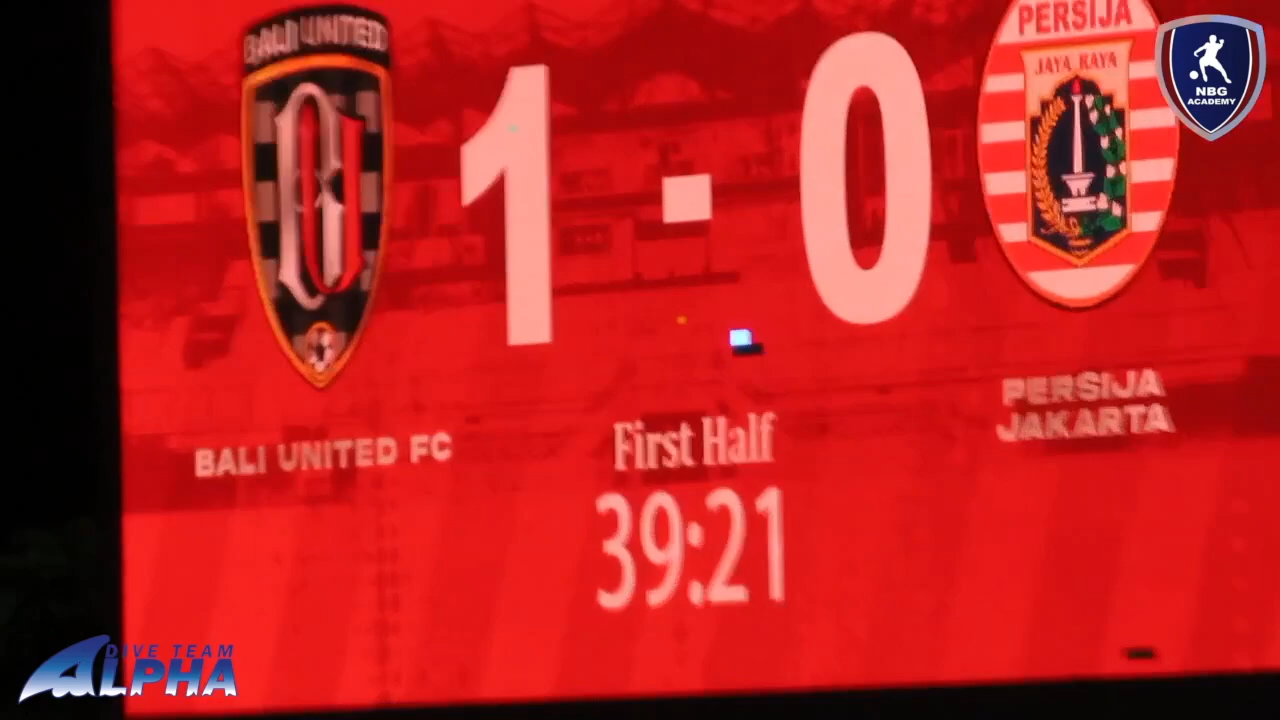 BALI UNITED
1 - 0
PERSIJA
JAYA RAYA
NBG
ACADEMY
BALI UNITED FC
PERSIJA
JAKARTA
First Half
39:21
DIVE TEAM
ALPHA